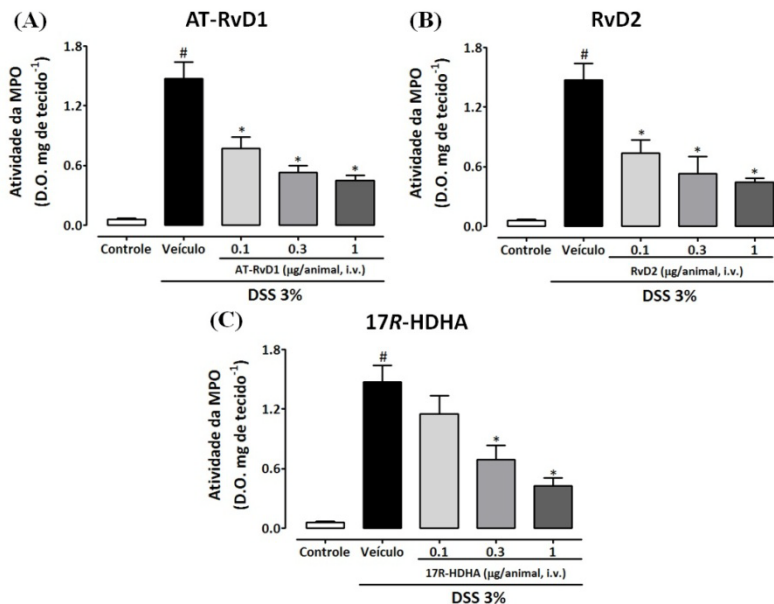 (A)
AT-RvD1
Atividade da MPO
(D.O. mg de tecido⁻¹)
1.8
1.2
0.6
0.0
#
*
*
*
Controle
Veículo
0.1
0.3
1
AT-RvD1 (µg/animal, i.v.)
DSS 3%
(B)
RvD2
Atividade da MPO
(D.O. mg de tecido⁻¹)
1.8
1.2
0.6
0.0
#
*
*
*
Controle
Veículo
0.1
0.3
1
RvD2 (µg/animal, i.v.)
DSS 3%
(C)
17R-HDHA
Atividade da MPO
(D.O. mg de tecido⁻¹)
1.8
1.2
0.6
0.0
#
*
*
Controle
Veículo
0.1
0.3
1
17R-HDHA (µg/animal, i.v.)
DSS 3%